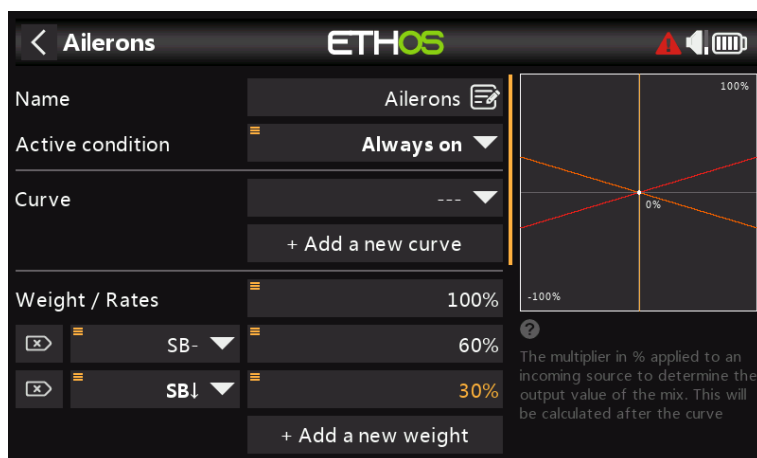 Ailerons
ETHOS
Name
Ailerons
Active condition
Always on
Curve
---
+ Add a new curve
Weight / Rates
100%
SB-
60%
SB↓
30%
+ Add a new weight
100%
0%
-100%
?
The multiplier in % applied to an
incoming source to determine the
output value of the mix. This will
be calculated after the curve